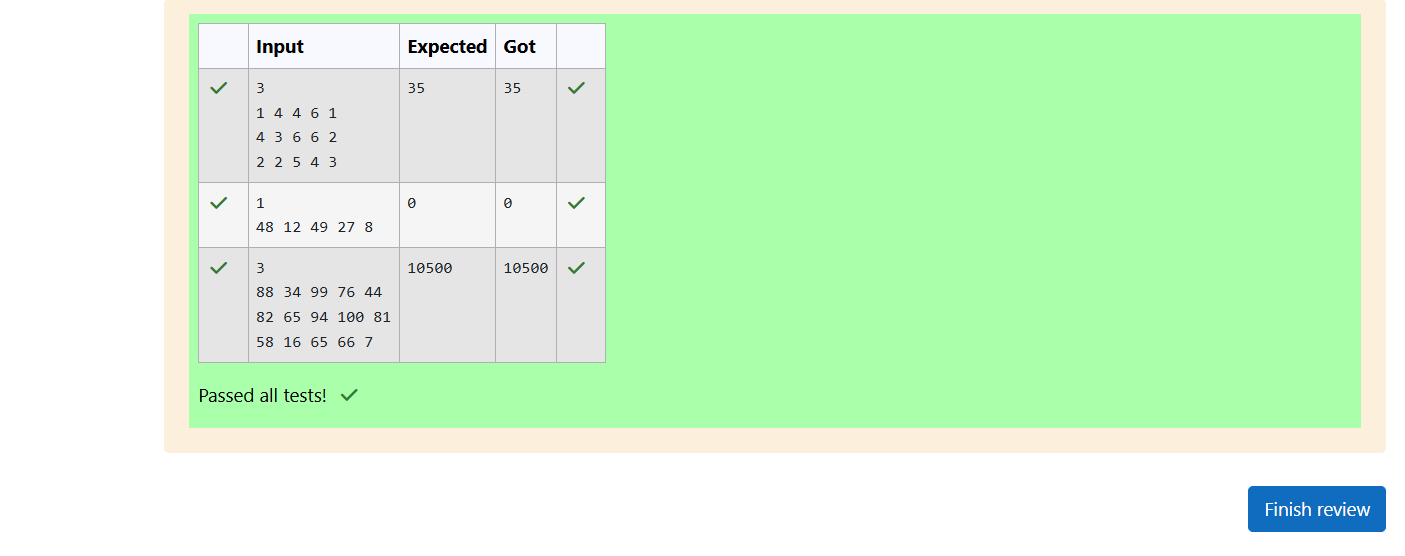 Input Expected Got
3 35 35
1 4 4 6 1
4 3 6 6 2
2 2 5 4 3
1 0 0
48 12 49 27 8
3 10500 10500
88 34 99 76 44
82 65 94 100 81
58 16 65 66 7
Passed all tests!
Finish review